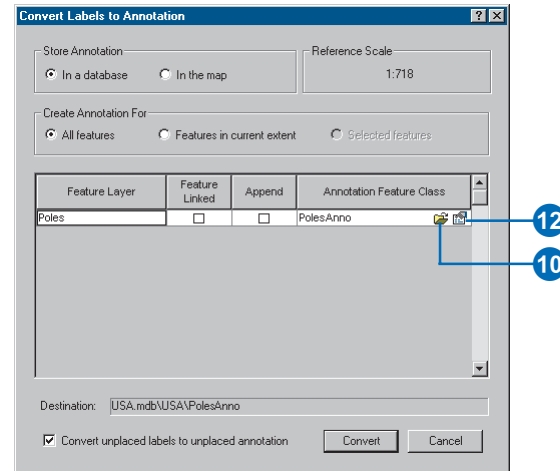 Convert Labels to Annotation
Store Annotation
In a database
In the map
Reference Scale
1:718
Create Annotation For
All features
Features in current extent
Selected features
Feature Layer
Feature Linked
Append
Annotation Feature Class
Poles
PolesAnno
12
10
Destination: USA.mdb\USA\PolesAnno
Convert unplaced labels to unplaced annotation
Convert
Cancel